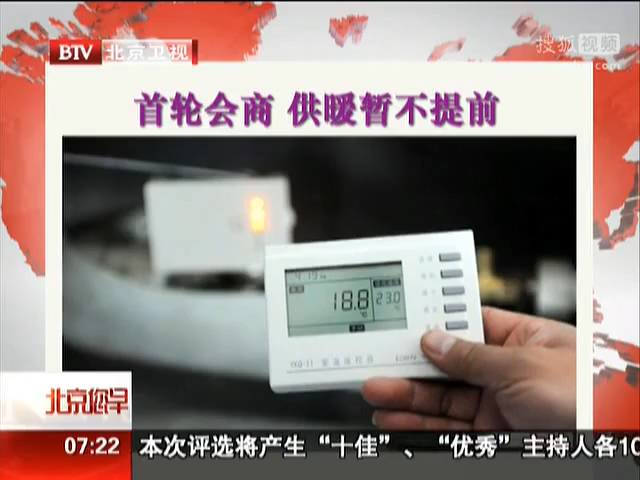 BTV 北京卫视
搜狐视频
首轮会商 供暖暂不提前
18.8
℃
23.0
℃
北京您早
07:22
本次评选将产生“十佳”、“优秀”主持人各10